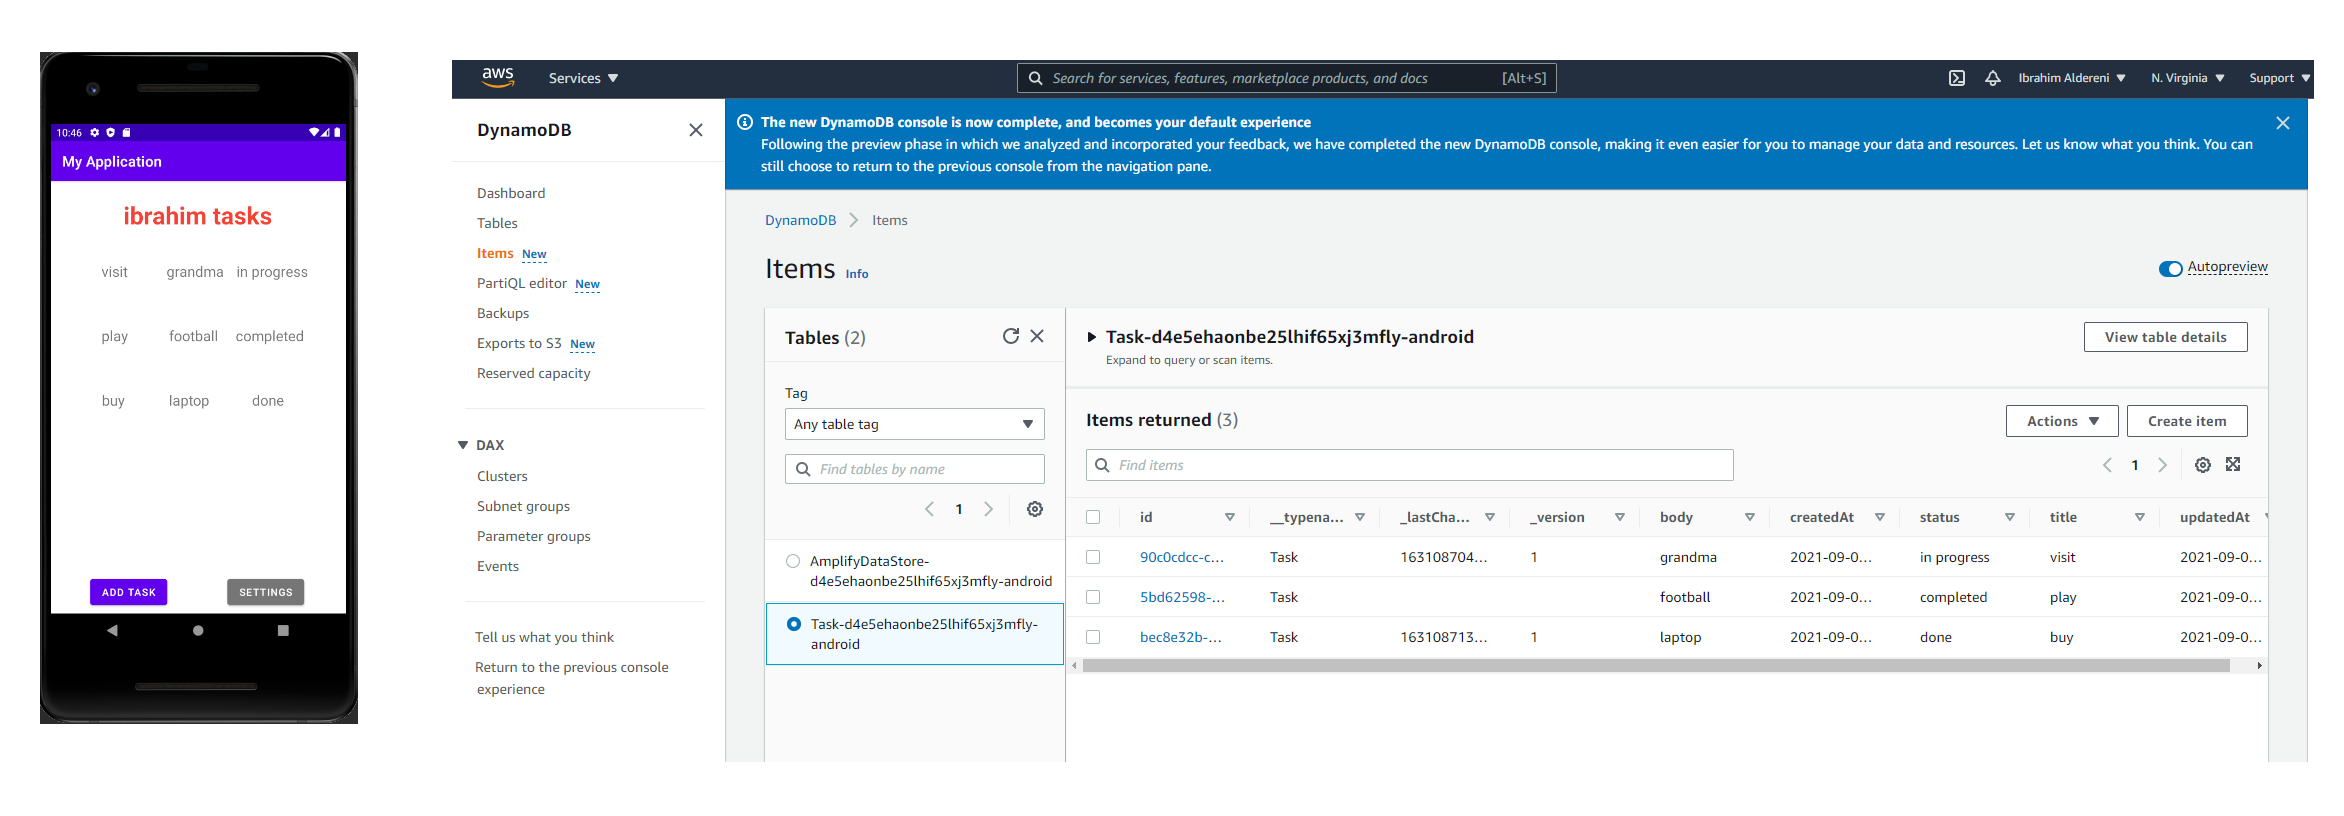 10:46
My Application
ibrahim tasks
visit grandma in progress
play football completed
buy laptop done
ADD TASK SETTINGS
aws Services Search for services, features, marketplace products, and docs [Alt+S] Ibrahim Aldereni N. Virginia Support
DynamoDB
Dashboard
Tables
Items New
PartiQL editor New
Backups
Exports to S3 New
Reserved capacity
DAX
Clusters
Subnet groups
Parameter groups
Events
Tell us what you think
Return to the previous console
experience
The new DynamoDB console is now complete, and becomes your default experience
Following the preview phase in which we analyzed and incorporated your feedback, we have completed the new DynamoDB console, making it even easier for you to manage your data and resources. Let us know what you think. You can
still choose to return to the previous console from the navigation pane.
DynamoDB Items
Items Info
Autopreview
Tables (2)
Tag
Any table tag
Find tables by name
1
AmplifyDataStore-
d4e5ehaonbe25lhif65xj3mfly-android
Task-d4e5ehaonbe25lhif65xj3mfly-
android
Task-d4e5ehaonbe25lhif65xj3mfly-android
Expand to query or scan items.
View table details
Items returned (3)
Actions Create item
Find items
1
id __typena... _lastCha... _version body createdAt status title updatedAt
90c0cdcc-c... Task 163108704... 1 grandma 2021-09-0... in progress visit 2021-09-0...
5bd62598-... Task football 2021-09-0... completed play 2021-09-0...
bec8e32b-... Task 163108713... 1 laptop 2021-09-0... done buy 2021-09-0...